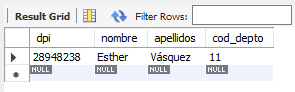 Result Grid Filter Rows:
dpi nombre apellidos cod_depto
28948238 Esther Vásquez 11
NULL NULL NULL NULL